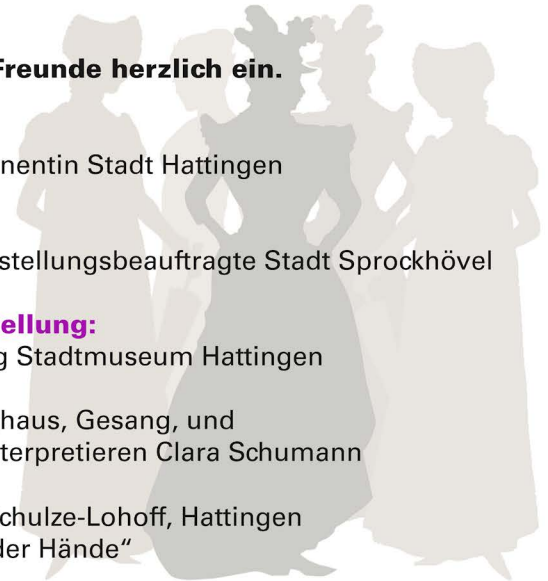 Freunde herzlich ein.
nentin Stadt Hattingen
stellungsbeauftragte Stadt Sprockhövel
ellung:
g Stadtmuseum Hattingen
haus, Gesang, und
terpretieren Clara Schumann
chulze-Lohoff, Hattingen
der Hände“